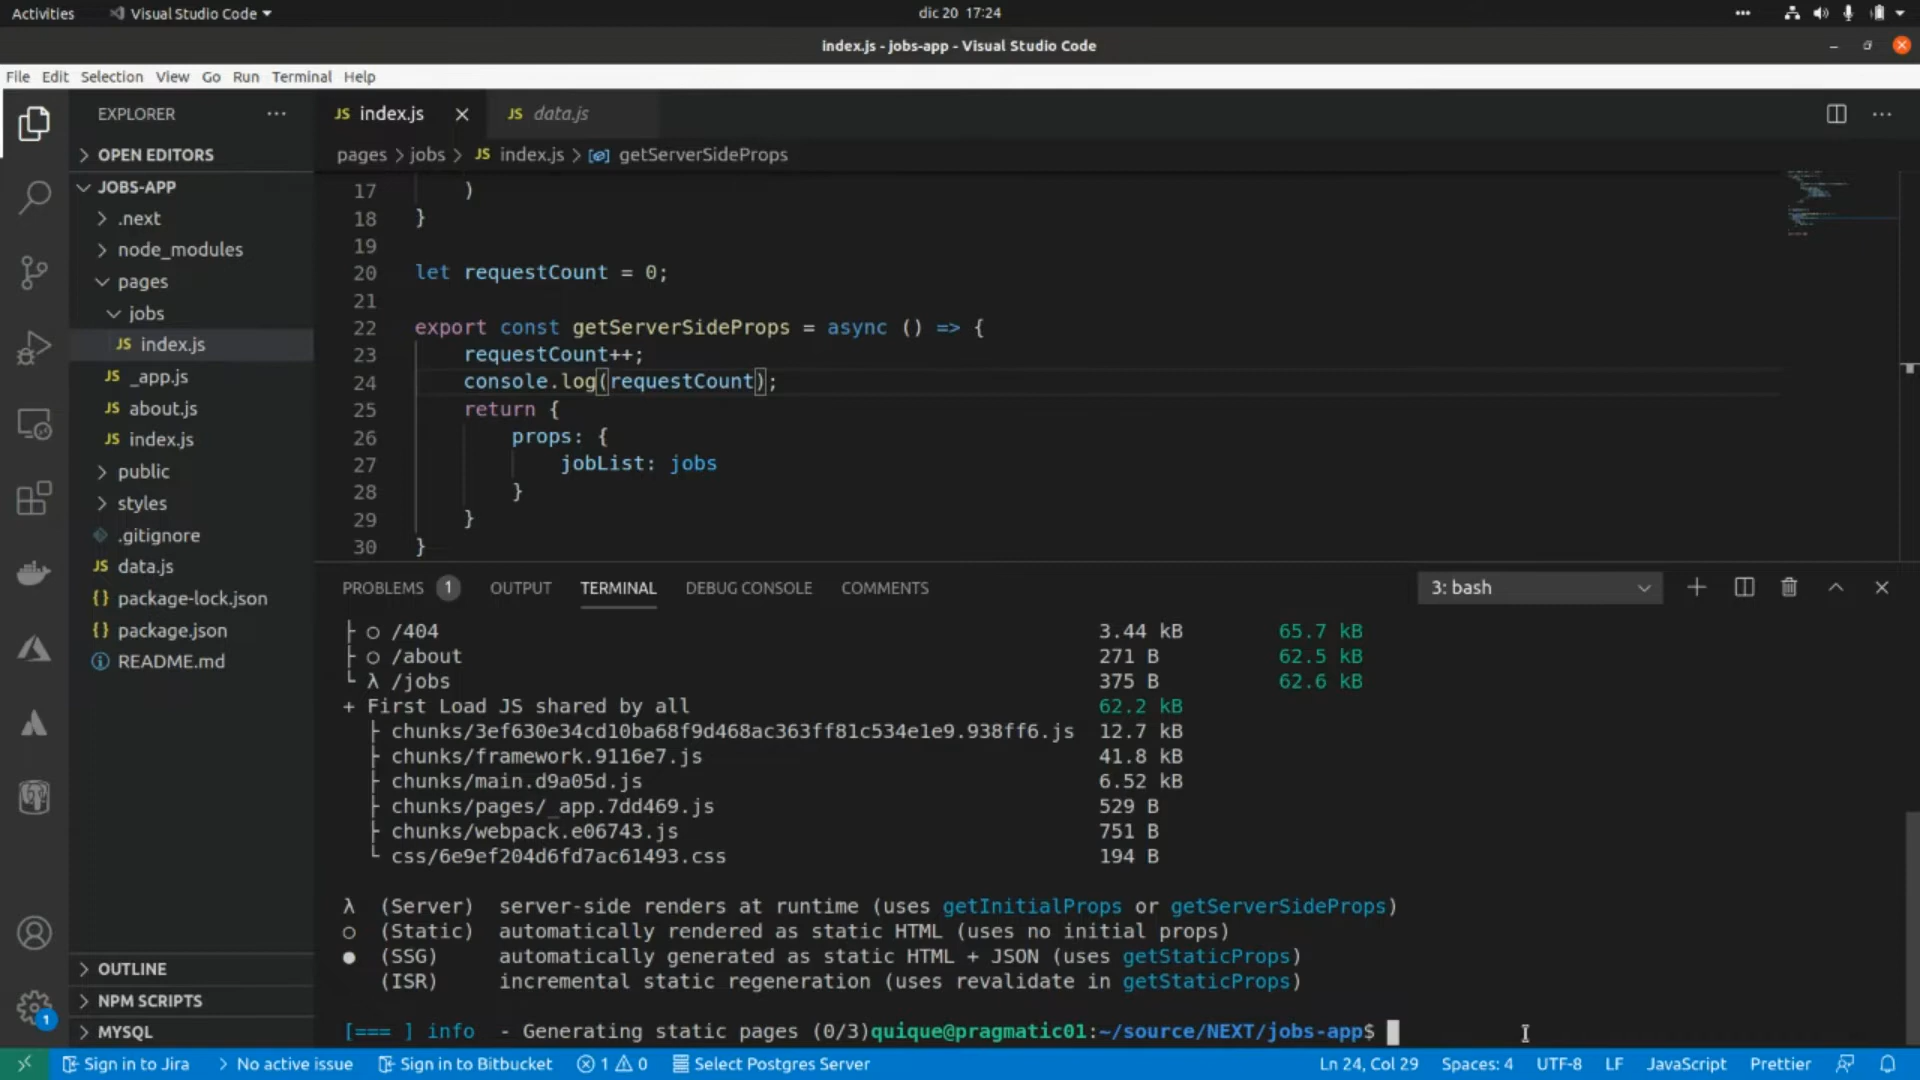 Activities Visual Studio Code dic 20 17:24
index.js - jobs-app - Visual Studio Code
File Edit Selection View Go Run Terminal Help
EXPLORER
OPEN EDITORS
JOBS-APP
.next
node_modules
pages
jobs
JS index.js
JS _app.js
JS about.js
JS index.js
public
styles
.gitignore
JS data.js
{} package-lock.json
{} package.json
README.md
OUTLINE
NPM SCRIPTS
MYSQL
1
JS index.js JS data.js
pages > jobs > JS index.js > getServerSideProps
17 )
18 }
19
20 let requestCount = 0;
21
22 export const getServerSideProps = async () => {
23 requestCount++;
24 console.log(requestCount);
25 return {
26 props: {
27 jobList: jobs
28 }
29 }
30 }
PROBLEMS 1 OUTPUT TERMINAL DEBUG CONSOLE COMMENTS 3: bash
├ ○ /404 3.44 kB 65.7 kB
├ ○ /about 271 B 62.5 kB
└ λ /jobs 375 B 62.6 kB
+ First Load JS shared by all 62.2 kB
├ chunks/3ef630e34cd10ba68f9d468ac363ff81c534e1e9.938ff6.js 12.7 kB
├ chunks/framework.9116e7.js 41.8 kB
├ chunks/main.d9a05d.js 6.52 kB
├ chunks/pages/_app.7dd469.js 529 B
├ chunks/webpack.e06743.js 751 B
└ css/6e9ef204d6fd7ac61493.css 194 B
λ (Server) server-side renders at runtime (uses getInitialProps or getServerSideProps)
○ (Static) automatically rendered as static HTML (uses no initial props)
● (SSG) automatically generated as static HTML + JSON (uses getStaticProps)
(ISR) incremental static regeneration (uses revalidate in getStaticProps)
[=== ] info - Generating static pages (0/3)quique@pragmatic01:~/source/NEXT/jobs-app$
Sign in to Jira No active issue Sign in to Bitbucket 1 0 Select Postgres Server Ln 24, Col 29 Spaces: 4 UTF-8 LF JavaScript Prettier